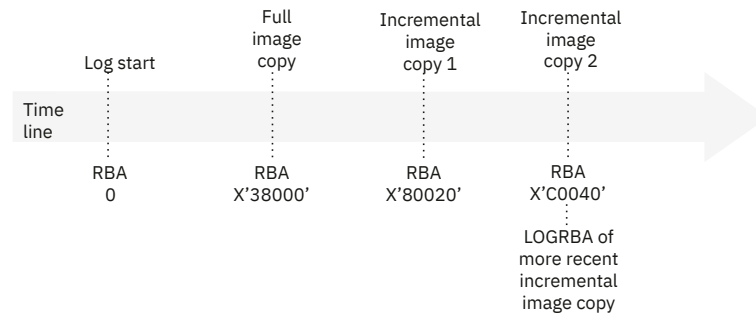 Log start
Full
image
copy
Incremental
image
copy 1
Incremental
image
copy 2
Time
line
RBA
0
RBA
X’38000’
RBA
X’80020’
RBA
X’C0040’
LOGRBA of
more recent
incremental
image copy